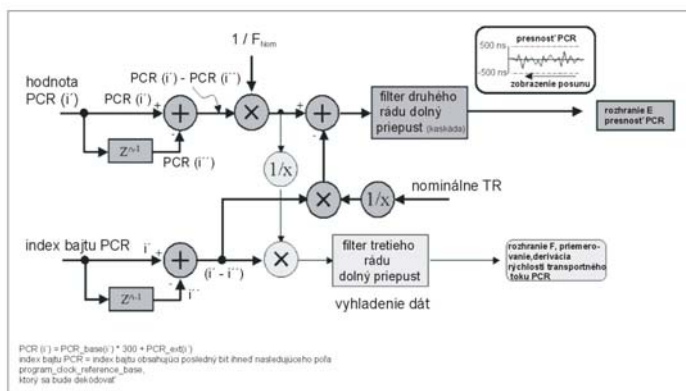 1 / F_Nom
presnosť PCR
500 ns
-500 ns
zobrazenie posunu
hodnota
PCR (i´)
PCR (i´)
PCR (i´) - PCR (i´´)
+
+
×
+
+
-
-
filter druhého
rádu dolný
priepust (kaskáda)
rozhranie E
presnosť PCR
Z^n-1
PCR (i´´)
1/x
×
1/x
nominálne TR
index bajtu PCR
i´
+
+
-
(i´ - i´´)
×
filter tretieho
rádu
dolný priepust
rozhranie F, priemero-
vanie,derivácia
rýchlosti transportného
toku PCR
Z^n-1
i´´
vyhladenie dát
PCR (i´) = PCR_base(i´) * 300 + PCR_ext(i´)
index bajtu PCR = index bajtu obsahujúci posledný bit ihneď nasledujúceho poľa
program_clock_reference_base,
ktorý sa bude dekódovať